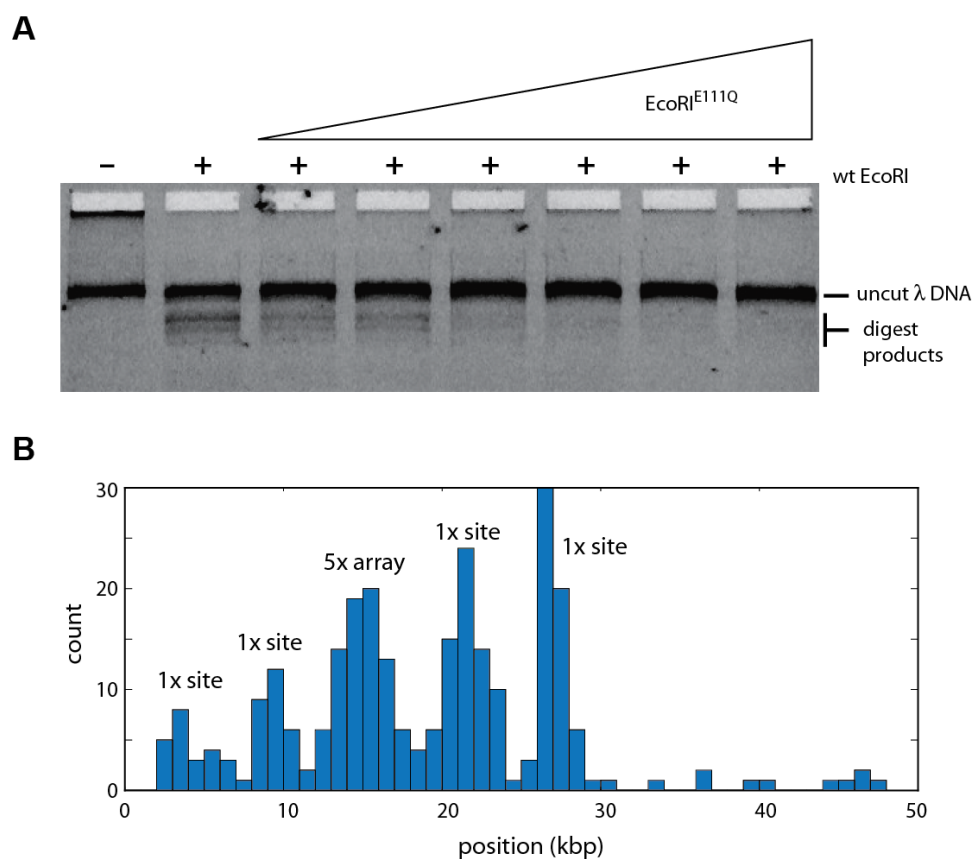 A
EcoRI^E111Q
– + + + + + + + wt EcoRI
uncut λ DNA
digest
products
B
30
20
10
0
count
1x site
1x site
5x array
1x site
1x site
0 10 20 30 40 50
position (kbp)